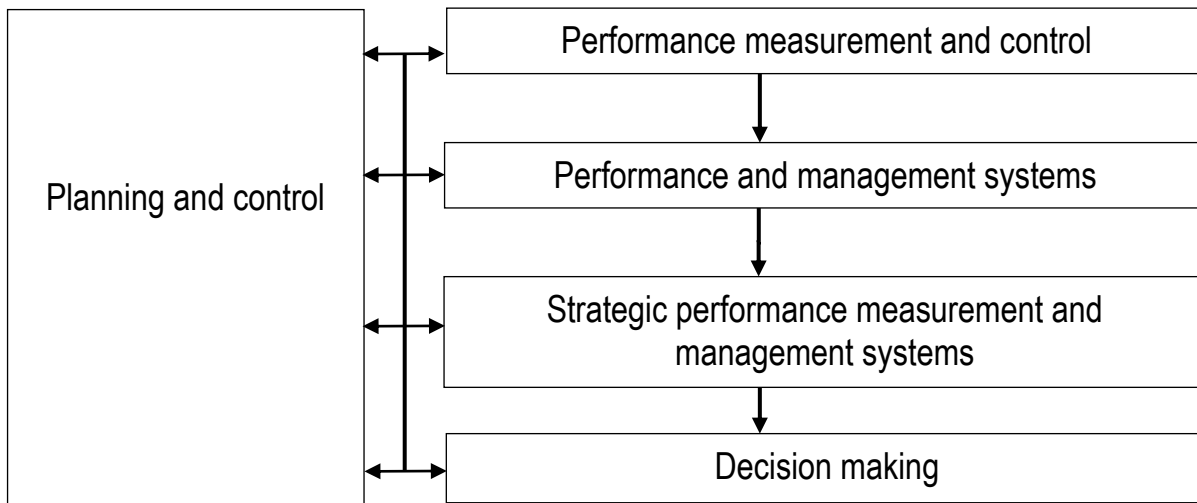 Planning and control
Performance measurement and control
Performance and management systems
Strategic performance measurement and
management systems
Decision making